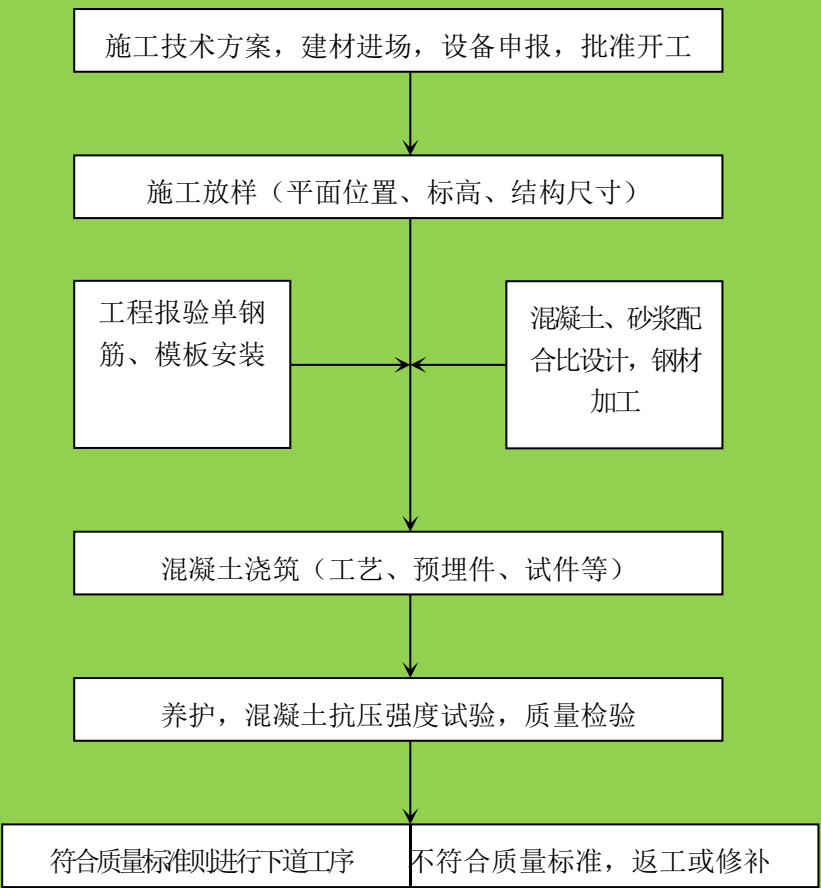 施工技术方案，建材进场，设备申报，批准开工
施工放样（平面位置、标高、结构尺寸）
工程报验单钢
筋、模板安装
混凝土、砂浆配
合比设计，钢材
加工
混凝土浇筑（工艺、预埋件、试件等）
养护，混凝土抗压强度试验，质量检验
符合质量标准则进行下道工序
不符合质量标准，返工或修补